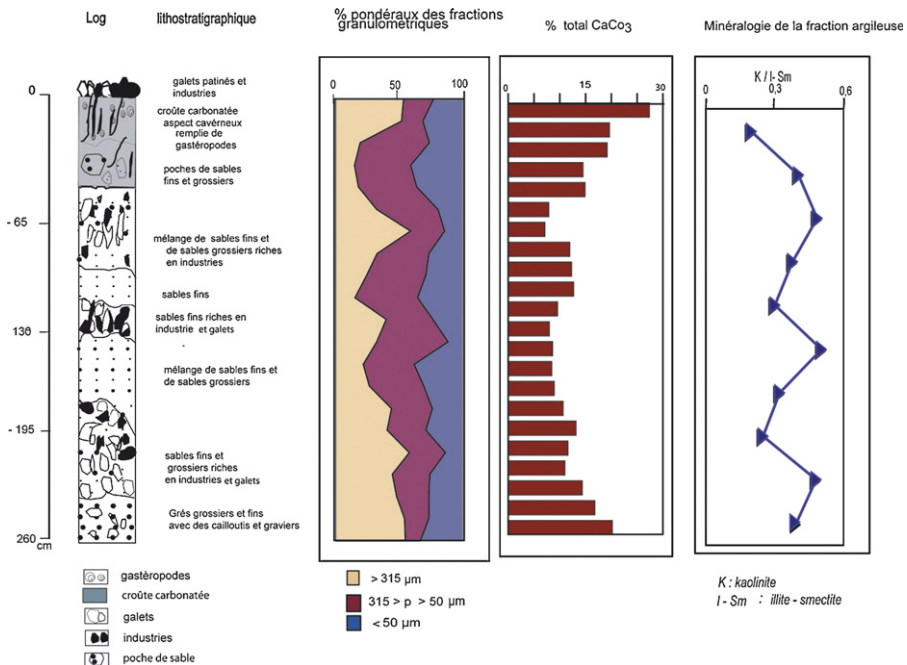 Log
lithostratigraphique
% pondéraux des fractions
granulométriques
% total CaCo3
Minéralogie de la fraction argileuse
0
- 65
130
- 195
260
cm
galets patinés et
industries
croûte carbonatée
aspect cavérneux
remplie de
gastéropodes
poches de sables
fins et grossiers
mélange de sables fins et
de sables grossiers riches
en industries
sables fins
sables fins riches en
industrie et galets
mélange de sables fins et
de sables grossiers
sables fins et
grossiers riches
en industries et galets
Grés grossiers et fins
avec des cailloutis et graviers
0 50 100
0 15 30
K / I- Sm
0 0,3 0,6
gastèropodes
croûte carbonatée
galets
industries
poche de sable
> 315 µm
315 > p > 50 µm
< 50 µm
K : kaolinite
I - Sm : illite - smectite